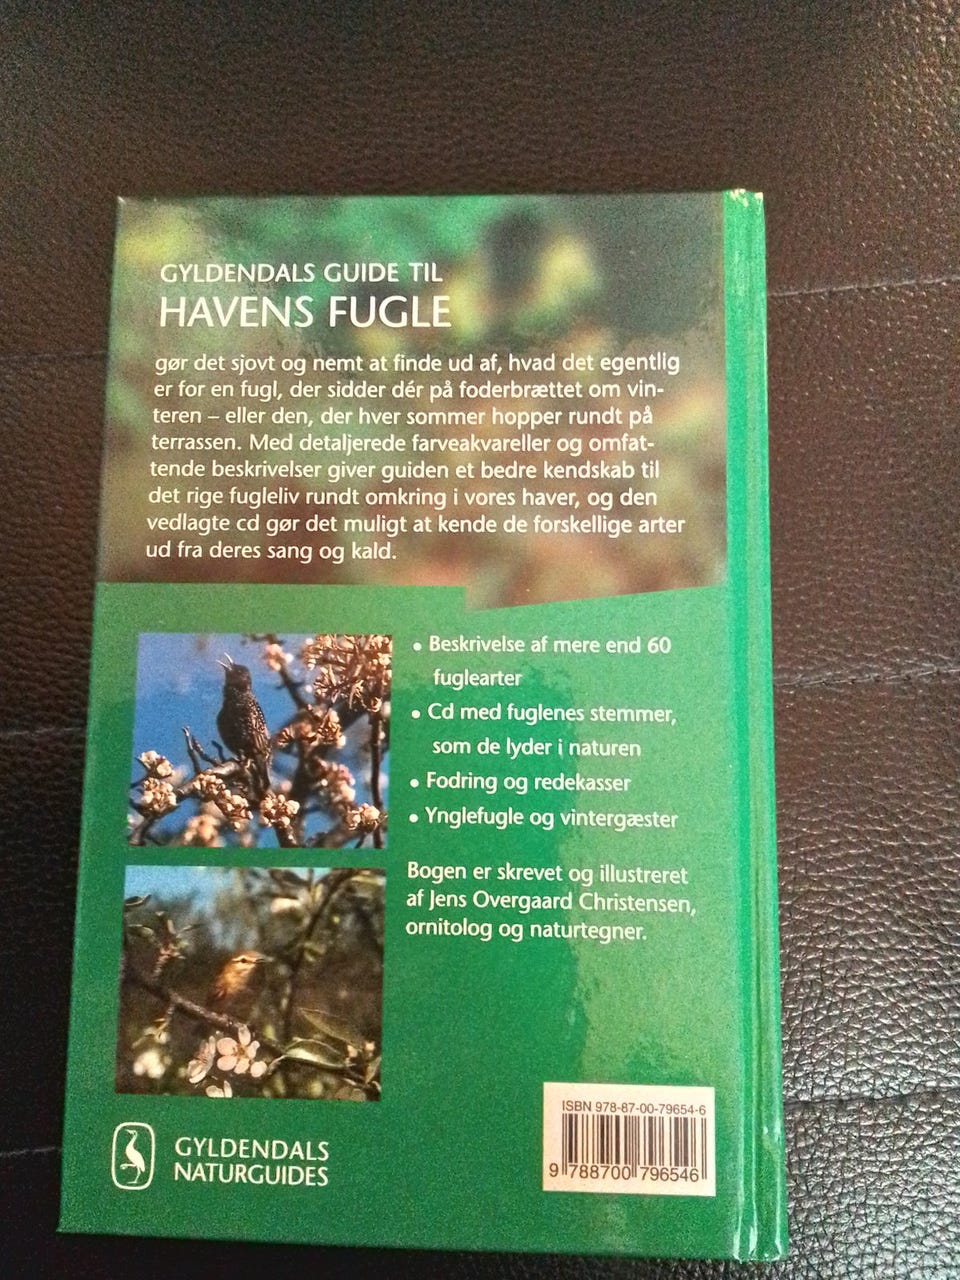 GYLDENDALS GUIDE TIL
HAVENS FUGLE
gør det sjovt og nemt at finde ud af, hvad det egentlig
er for en fugl, der sidder dér på foderbrættet om vin-
teren – eller den, der hver sommer hopper rundt på
terrassen. Med detaljerede farveakvareller og omfat-
tende beskrivelser giver guiden et bedre kendskab til
det rige fugleliv rundt omkring i vores haver, og den
vedlagte cd gør det muligt at kende de forskellige arter
ud fra deres sang og kald.
• Beskrivelse af mere end 60
fuglearter
• Cd med fuglenes stemmer,
som de lyder i naturen
• Fodring og redekasser
• Ynglefugle og vintergæster
Bogen er skrevet og illustreret
af Jens Overgaard Christensen,
ornitolog og naturtegner.
GYLDENDALS
NATURGUIDES
ISBN 978-87-00-79654-6
9 788700 796546